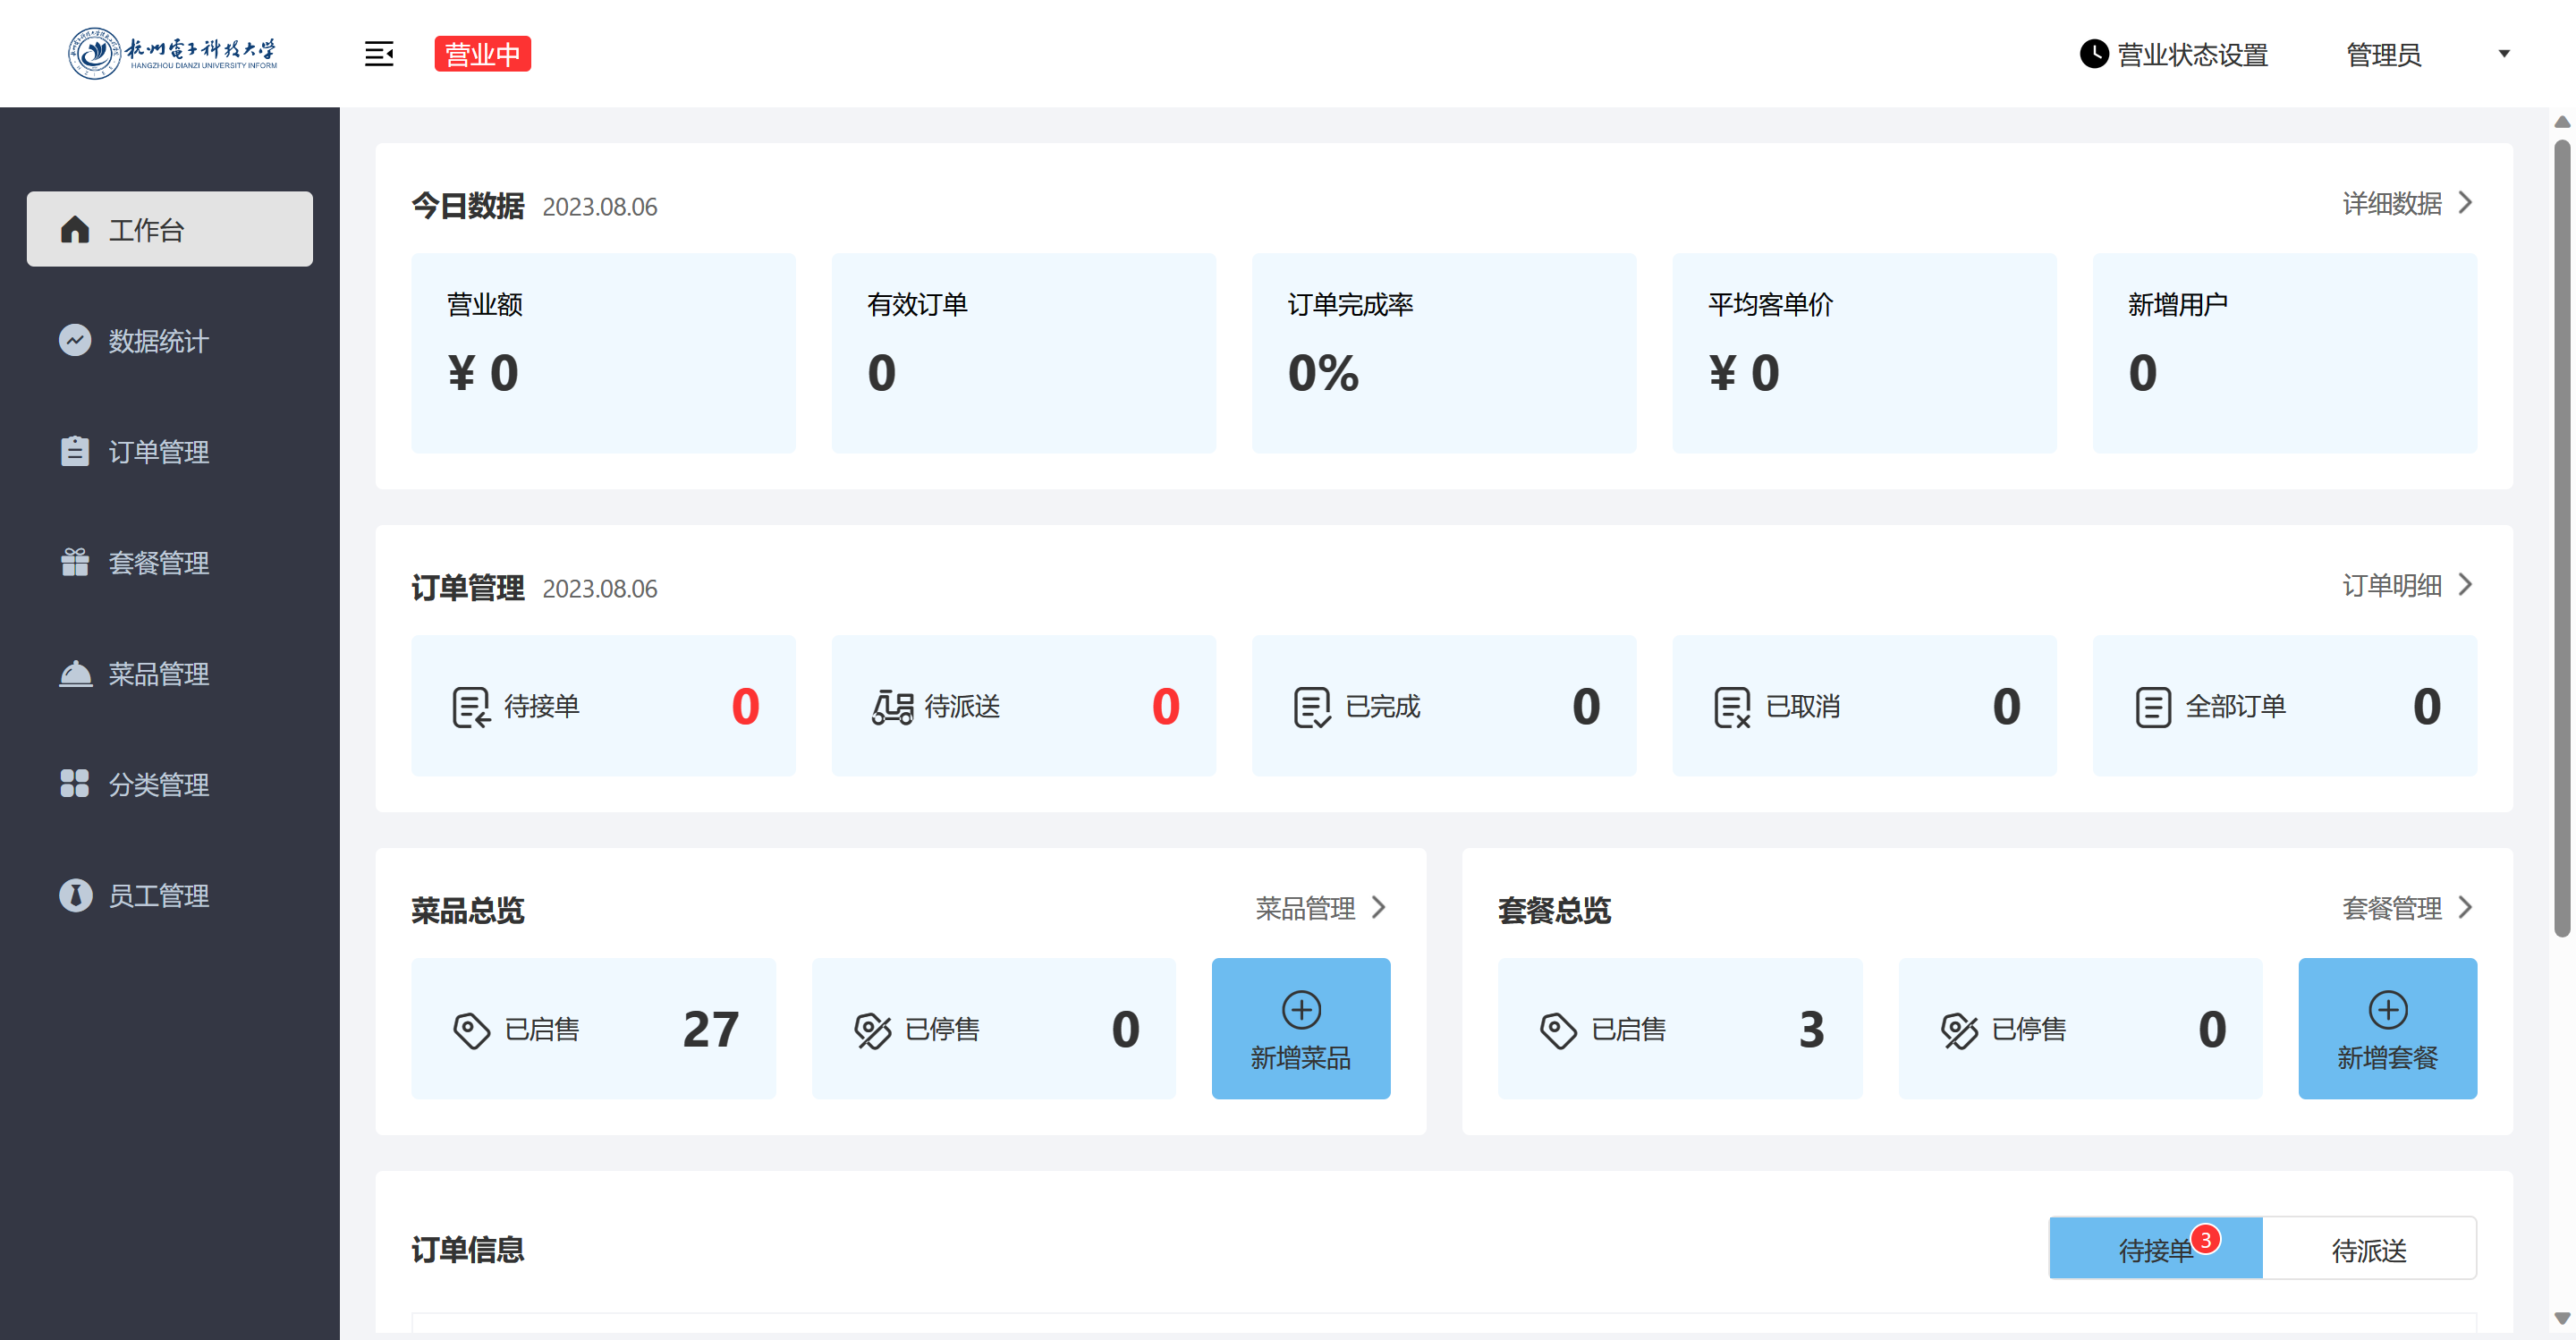 杭州電子科技大学
HANGZHOU DIANZI UNIVERSITY INFORM
营业中
营业状态设置
管理员
工作台
数据统计
订单管理
套餐管理
菜品管理
分类管理
员工管理
今日数据 2023.08.06
详细数据
营业额
¥ 0
有效订单
0
订单完成率
0%
平均客单价
¥ 0
新增用户
0
订单管理 2023.08.06
订单明细
待接单 0
待派送 0
已完成 0
已取消 0
全部订单 0
菜品总览
菜品管理
已启售 27
已停售 0
新增菜品
套餐总览
套餐管理
已启售 3
已停售 0
新增套餐
订单信息
待接单 3
待派送